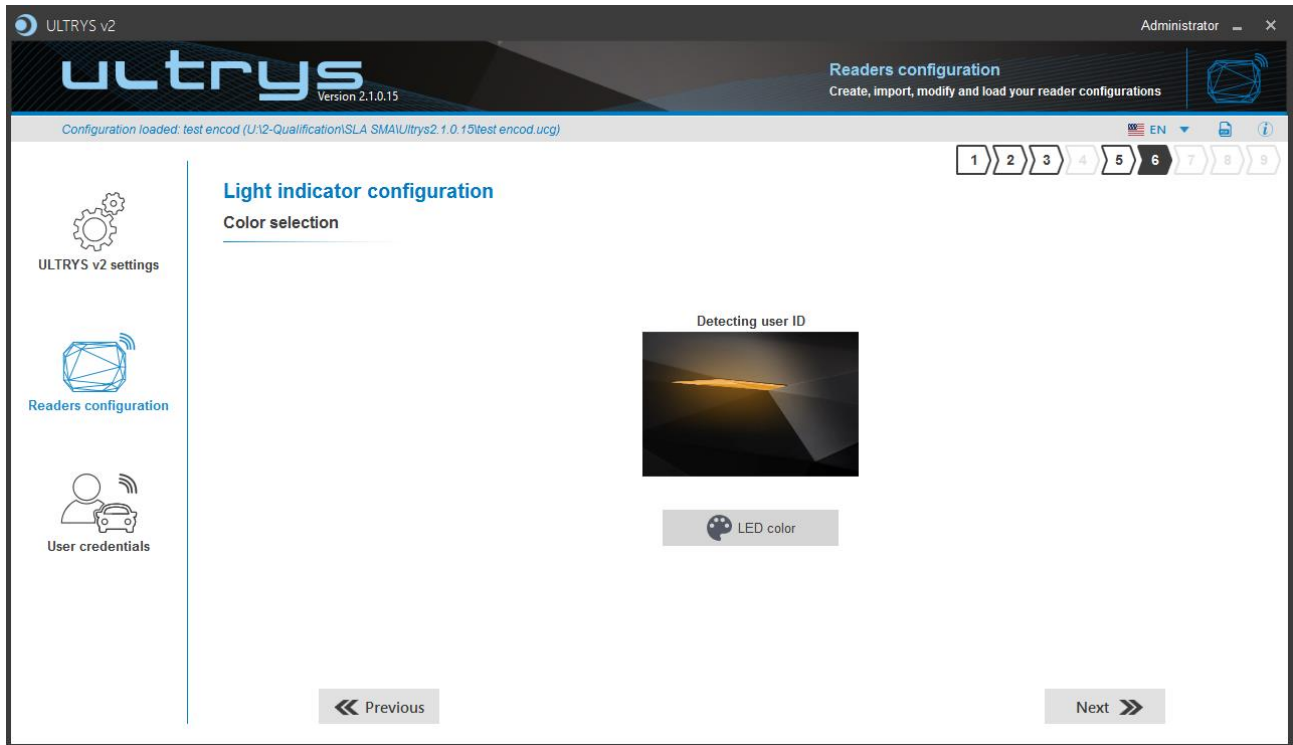 ULTRYS v2
Administrator
ultrys
Version 2.1.0.15
Readers configuration
Create, import, modify and load your reader configurations
Configuration loaded: test encod (U:\2-Qualification\SLA SMA\Ultrys2.1.0.15\test encod.ucg)
EN
1 2 3 4 5 6 7 8 9
Light indicator configuration
Color selection
ULTRYS v2 settings
Readers configuration
User credentials
Detecting user ID
LED color
Previous
Next